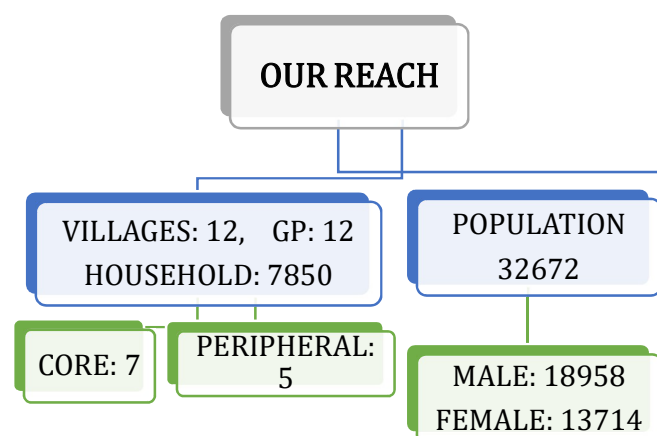 OUR REACH
VILLAGES: 12, GP: 12
HOUSEHOLD: 7850
POPULATION
32672
CORE: 7
PERIPHERAL:
5
MALE: 18958
FEMALE: 13714